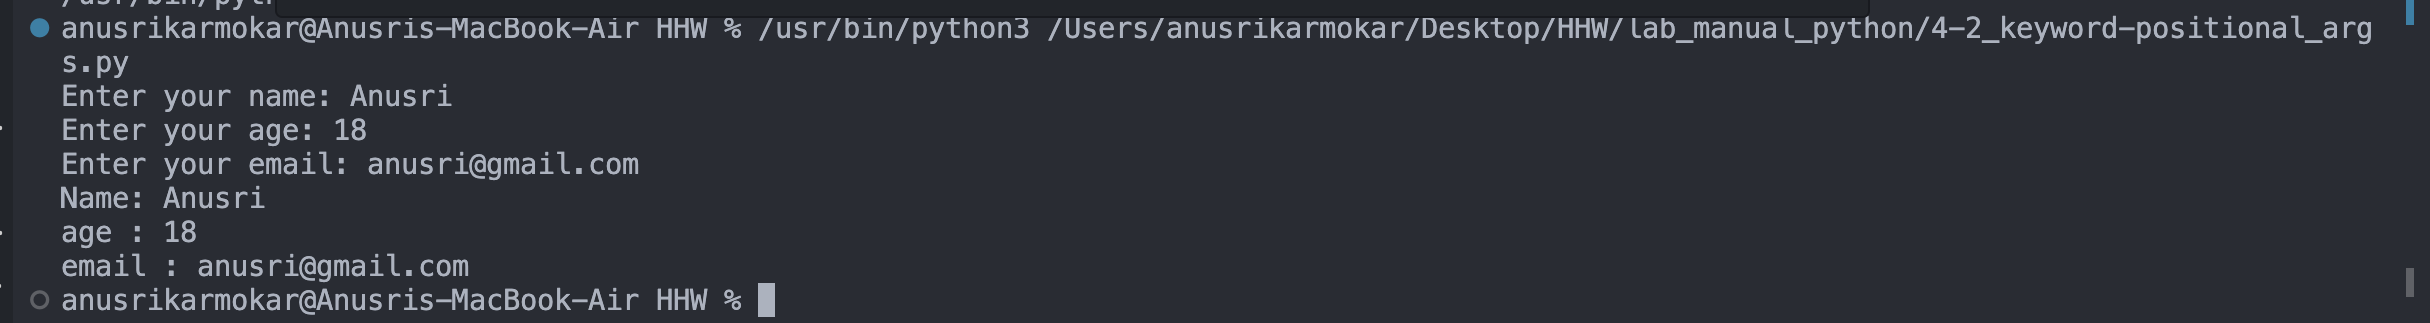 anusrikarmokar@Anusris-MacBook-Air HHW % /usr/bin/python3 /Users/anusrikarmokar/Desktop/HHW/lab_manual_python/4-2_keyword-positional_arg
s.py
Enter your name: Anusri
Enter your age: 18
Enter your email: anusri@gmail.com
Name: Anusri
age : 18
email : anusri@gmail.com
anusrikarmokar@Anusris-MacBook-Air HHW %